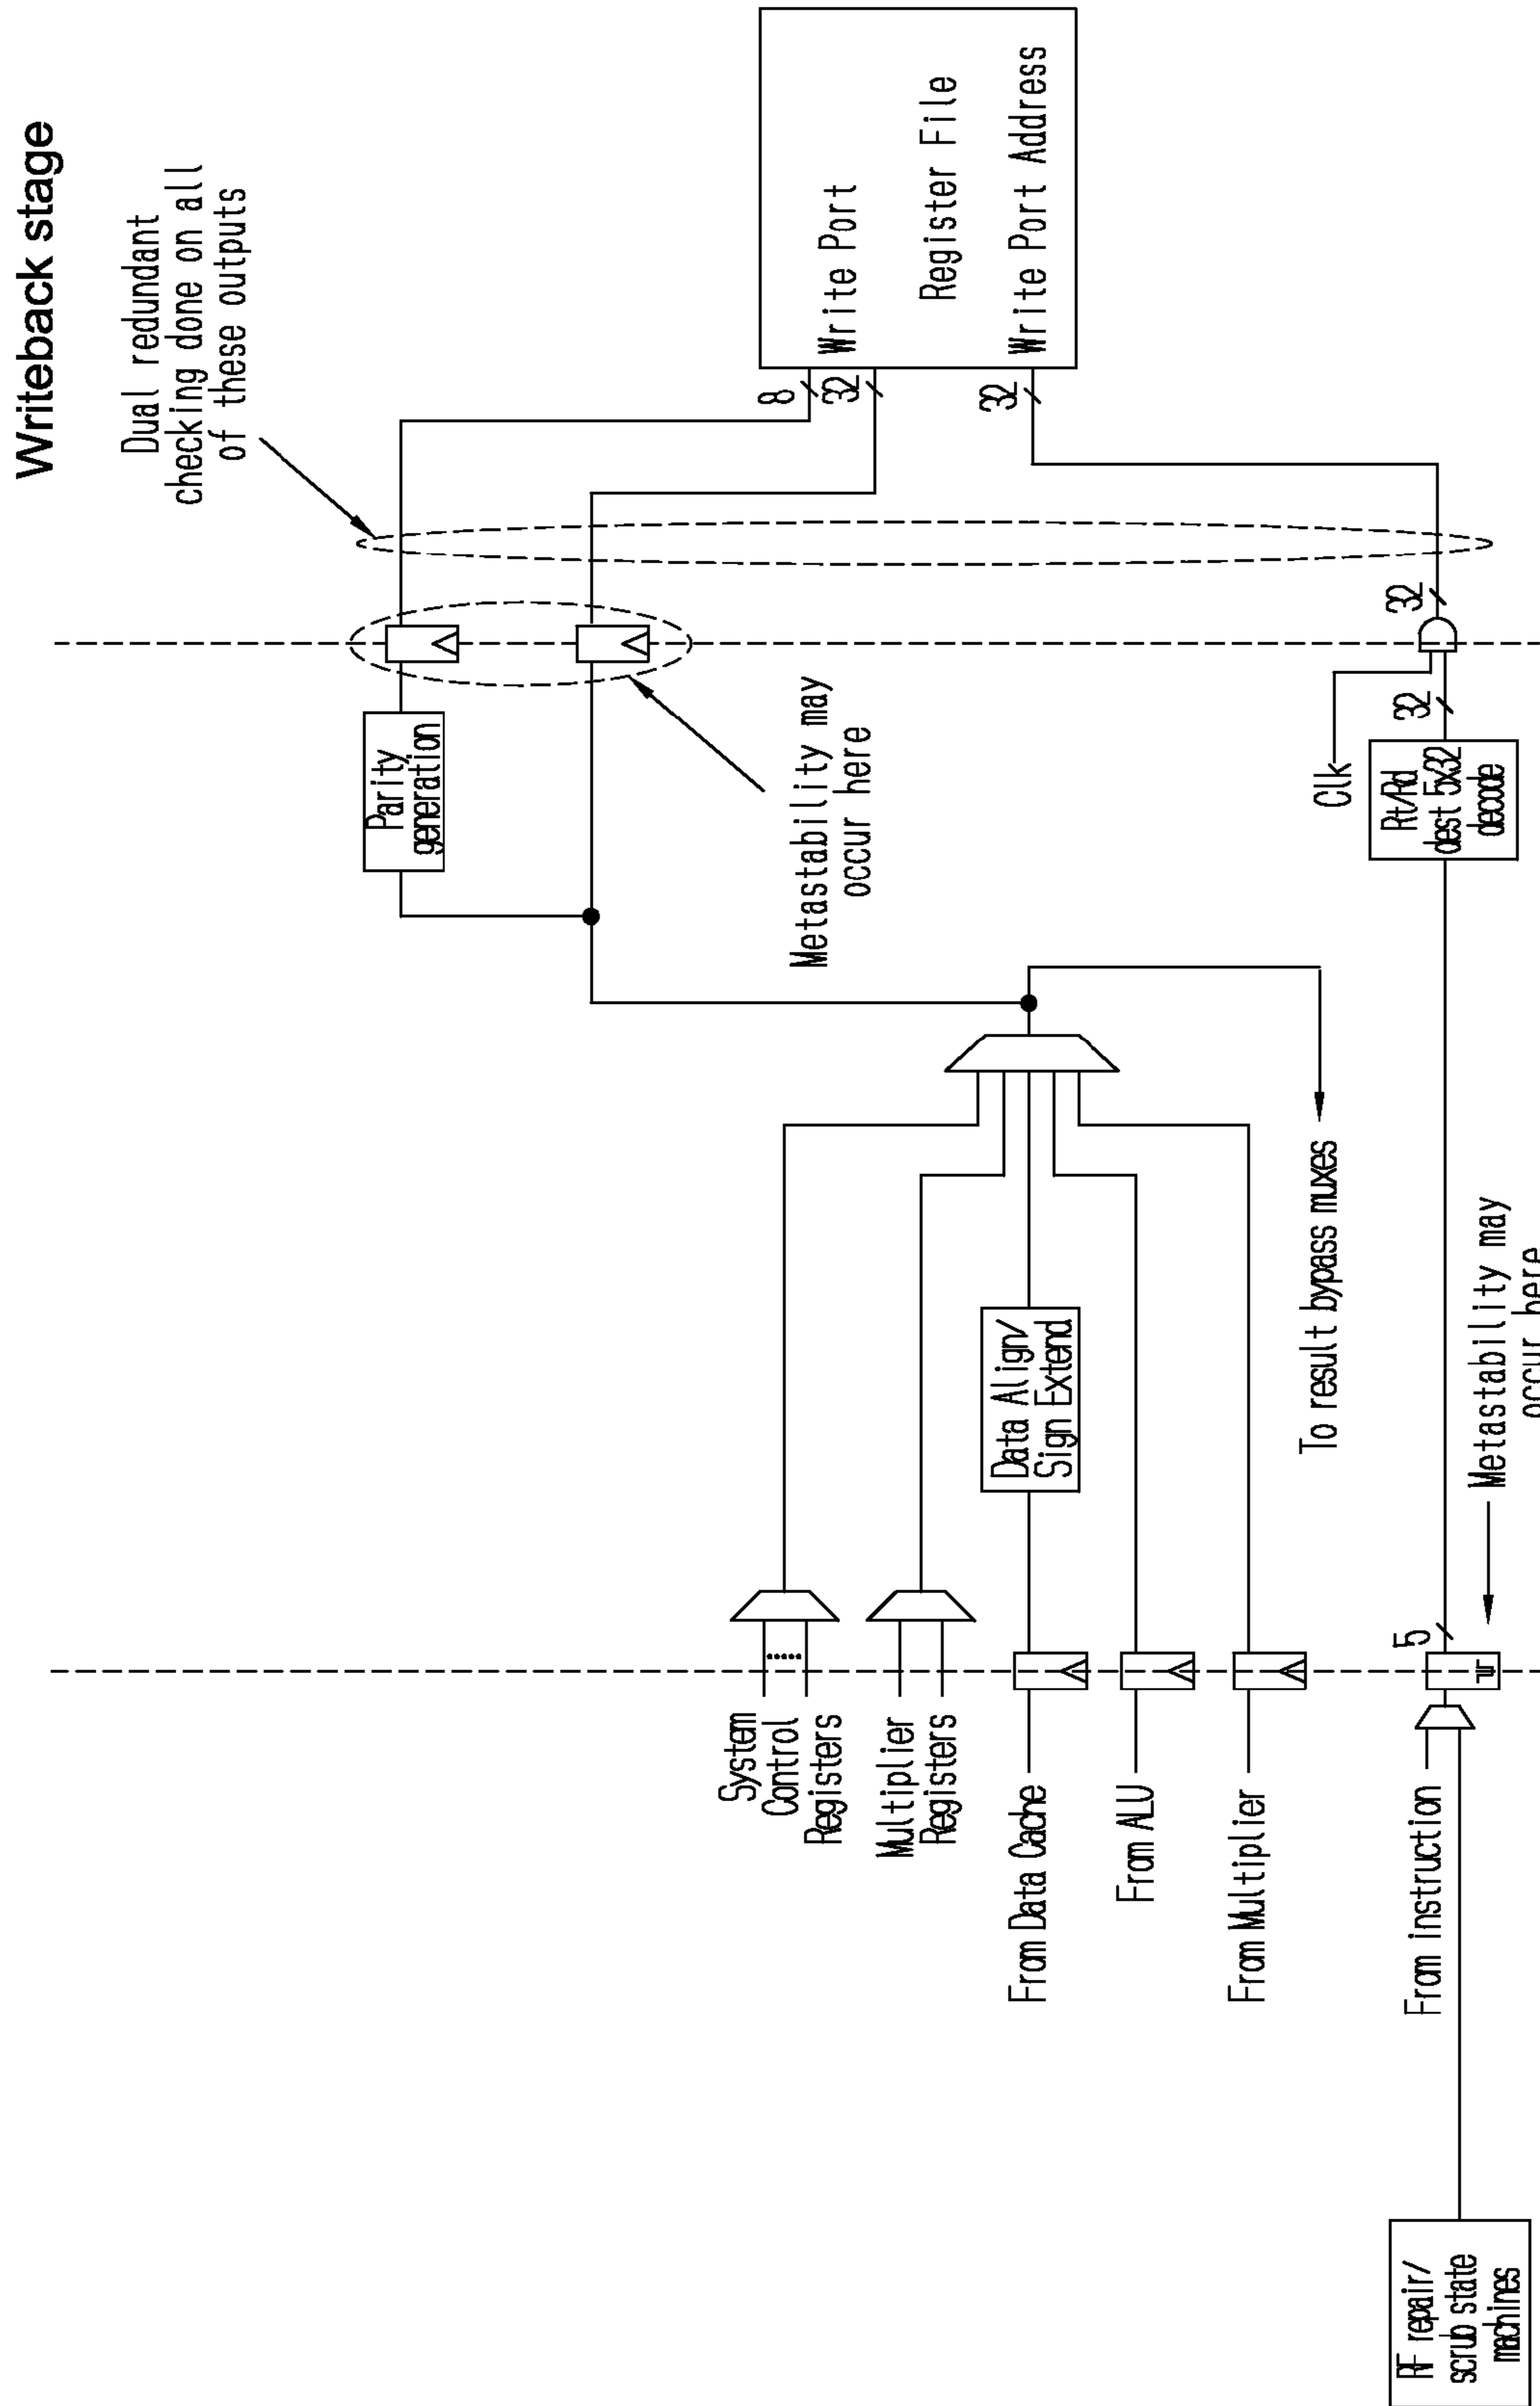 Writeback stage
Dual redundant
checking done on all
of these outputs
8
Write Port
32
Register File
32
Write Port Address
Parity
generation
Metastability may
occur here
32
32
Clk
Rt/Rd
dest 5x32
decode
System
Control
Registers
Multiplier
Registers
From Data Cache
Data Align/
Sign Extend
From ALU
From Multiplier
To result bypass muxes
5
Metastability may
occur here
From instruction
RF repair/
scrub state
machines